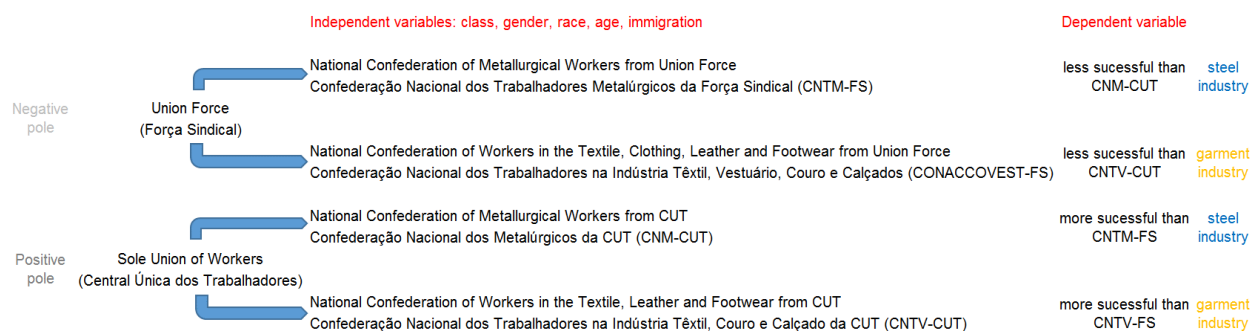 Independent variables: class, gender, race, age, immigration
Dependent variable
Negative
pole
Union Force
(Força Sindical)
National Confederation of Metallurgical Workers from Union Force
Confederação Nacional dos Trabalhadores Metalúrgicos da Força Sindical (CNTM-FS)
less sucessful than
CNM-CUT
steel
industry
National Confederation of Workers in the Textile, Clothing, Leather and Footwear from Union Force
Confederação Nacional dos Trabalhadores na Indústria Têxtil, Vestuário, Couro e Calçados (CONACCOVEST-FS)
less sucessful than
CNTV-CUT
garment
industry
Positive
pole
Sole Union of Workers
(Central Única dos Trabalhadores)
National Confederation of Metallurgical Workers from CUT
Confederação Nacional dos Metalúrgicos da CUT (CNM-CUT)
more sucessful than
CNTM-FS
steel
industry
National Confederation of Workers in the Textile, Leather and Footwear from CUT
Confederação Nacional dos Trabalhadores na Indústria Têxtil, Couro e Calçado da CUT (CNTV-CUT)
more sucessful than
CNTV-FS
garment
industry